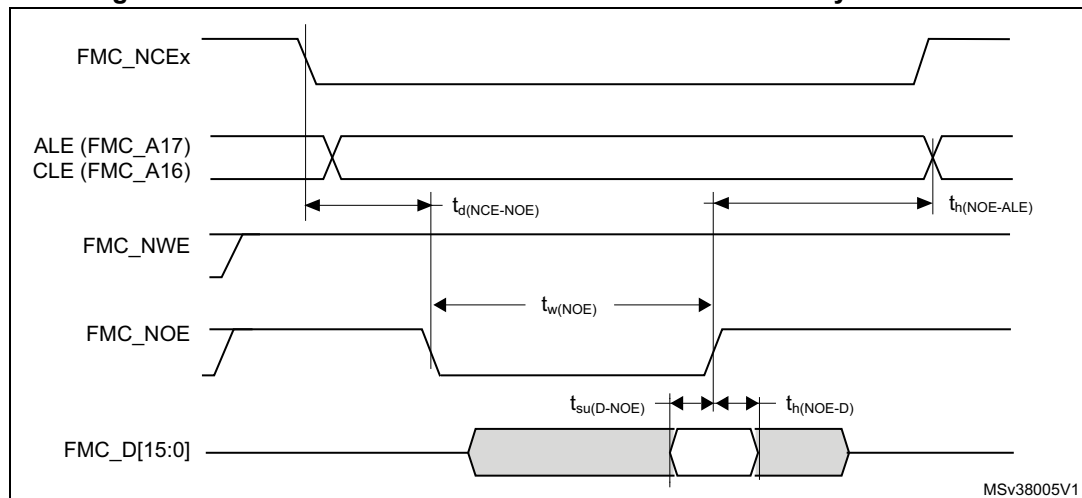 FMC_NCEx
ALE (FMC_A17)
CLE (FMC_A16)
td(NCE-NOE)
th(NOE-ALE)
FMC_NWE
tw(NOE)
FMC_NOE
tsu(D-NOE)
th(NOE-D)
FMC_D[15:0]
MSv38005V1